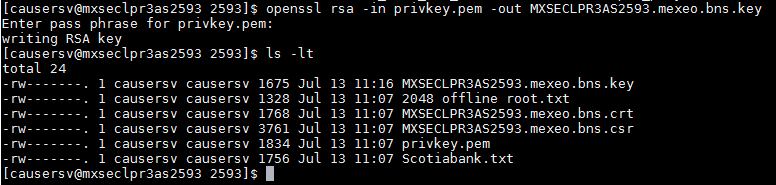 [causersv@mxseclpr3as2593 2593]$ openssl rsa -in privkey.pem -out MXSECLPR3AS2593.mexeo.bns.key
Enter pass phrase for privkey.pem:
writing RSA key
[causersv@mxseclpr3as2593 2593]$ ls -lt
total 24
-rw-------. 1 causersv causersv 1675 Jul 13 11:16 MXSECLPR3AS2593.mexeo.bns.key
-rw-------. 1 causersv causersv 1328 Jul 13 11:07 2048 offline root.txt
-rw-------. 1 causersv causersv 1768 Jul 13 11:07 MXSECLPR3AS2593.mexeo.bns.crt
-rw-------. 1 causersv causersv 3761 Jul 13 11:07 MXSECLPR3AS2593.mexeo.bns.csr
-rw-------. 1 causersv causersv 1834 Jul 13 11:07 privkey.pem
-rw-------. 1 causersv causersv 1756 Jul 13 11:07 Scotiabank.txt
[causersv@mxseclpr3as2593 2593]$